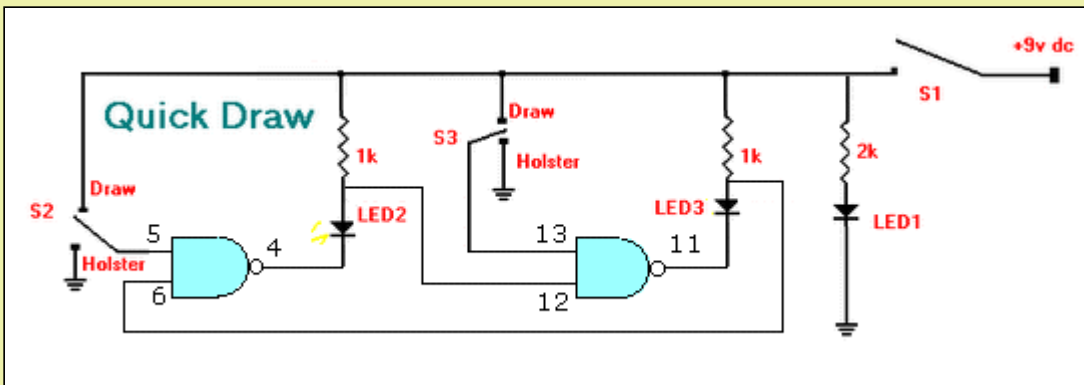 +9v dc
S1
Quick Draw
Draw
S3
1k
Holster
1k
2k
Draw
S2
LED2
LED3
LED1
Holster
5
4
6
13
11
12